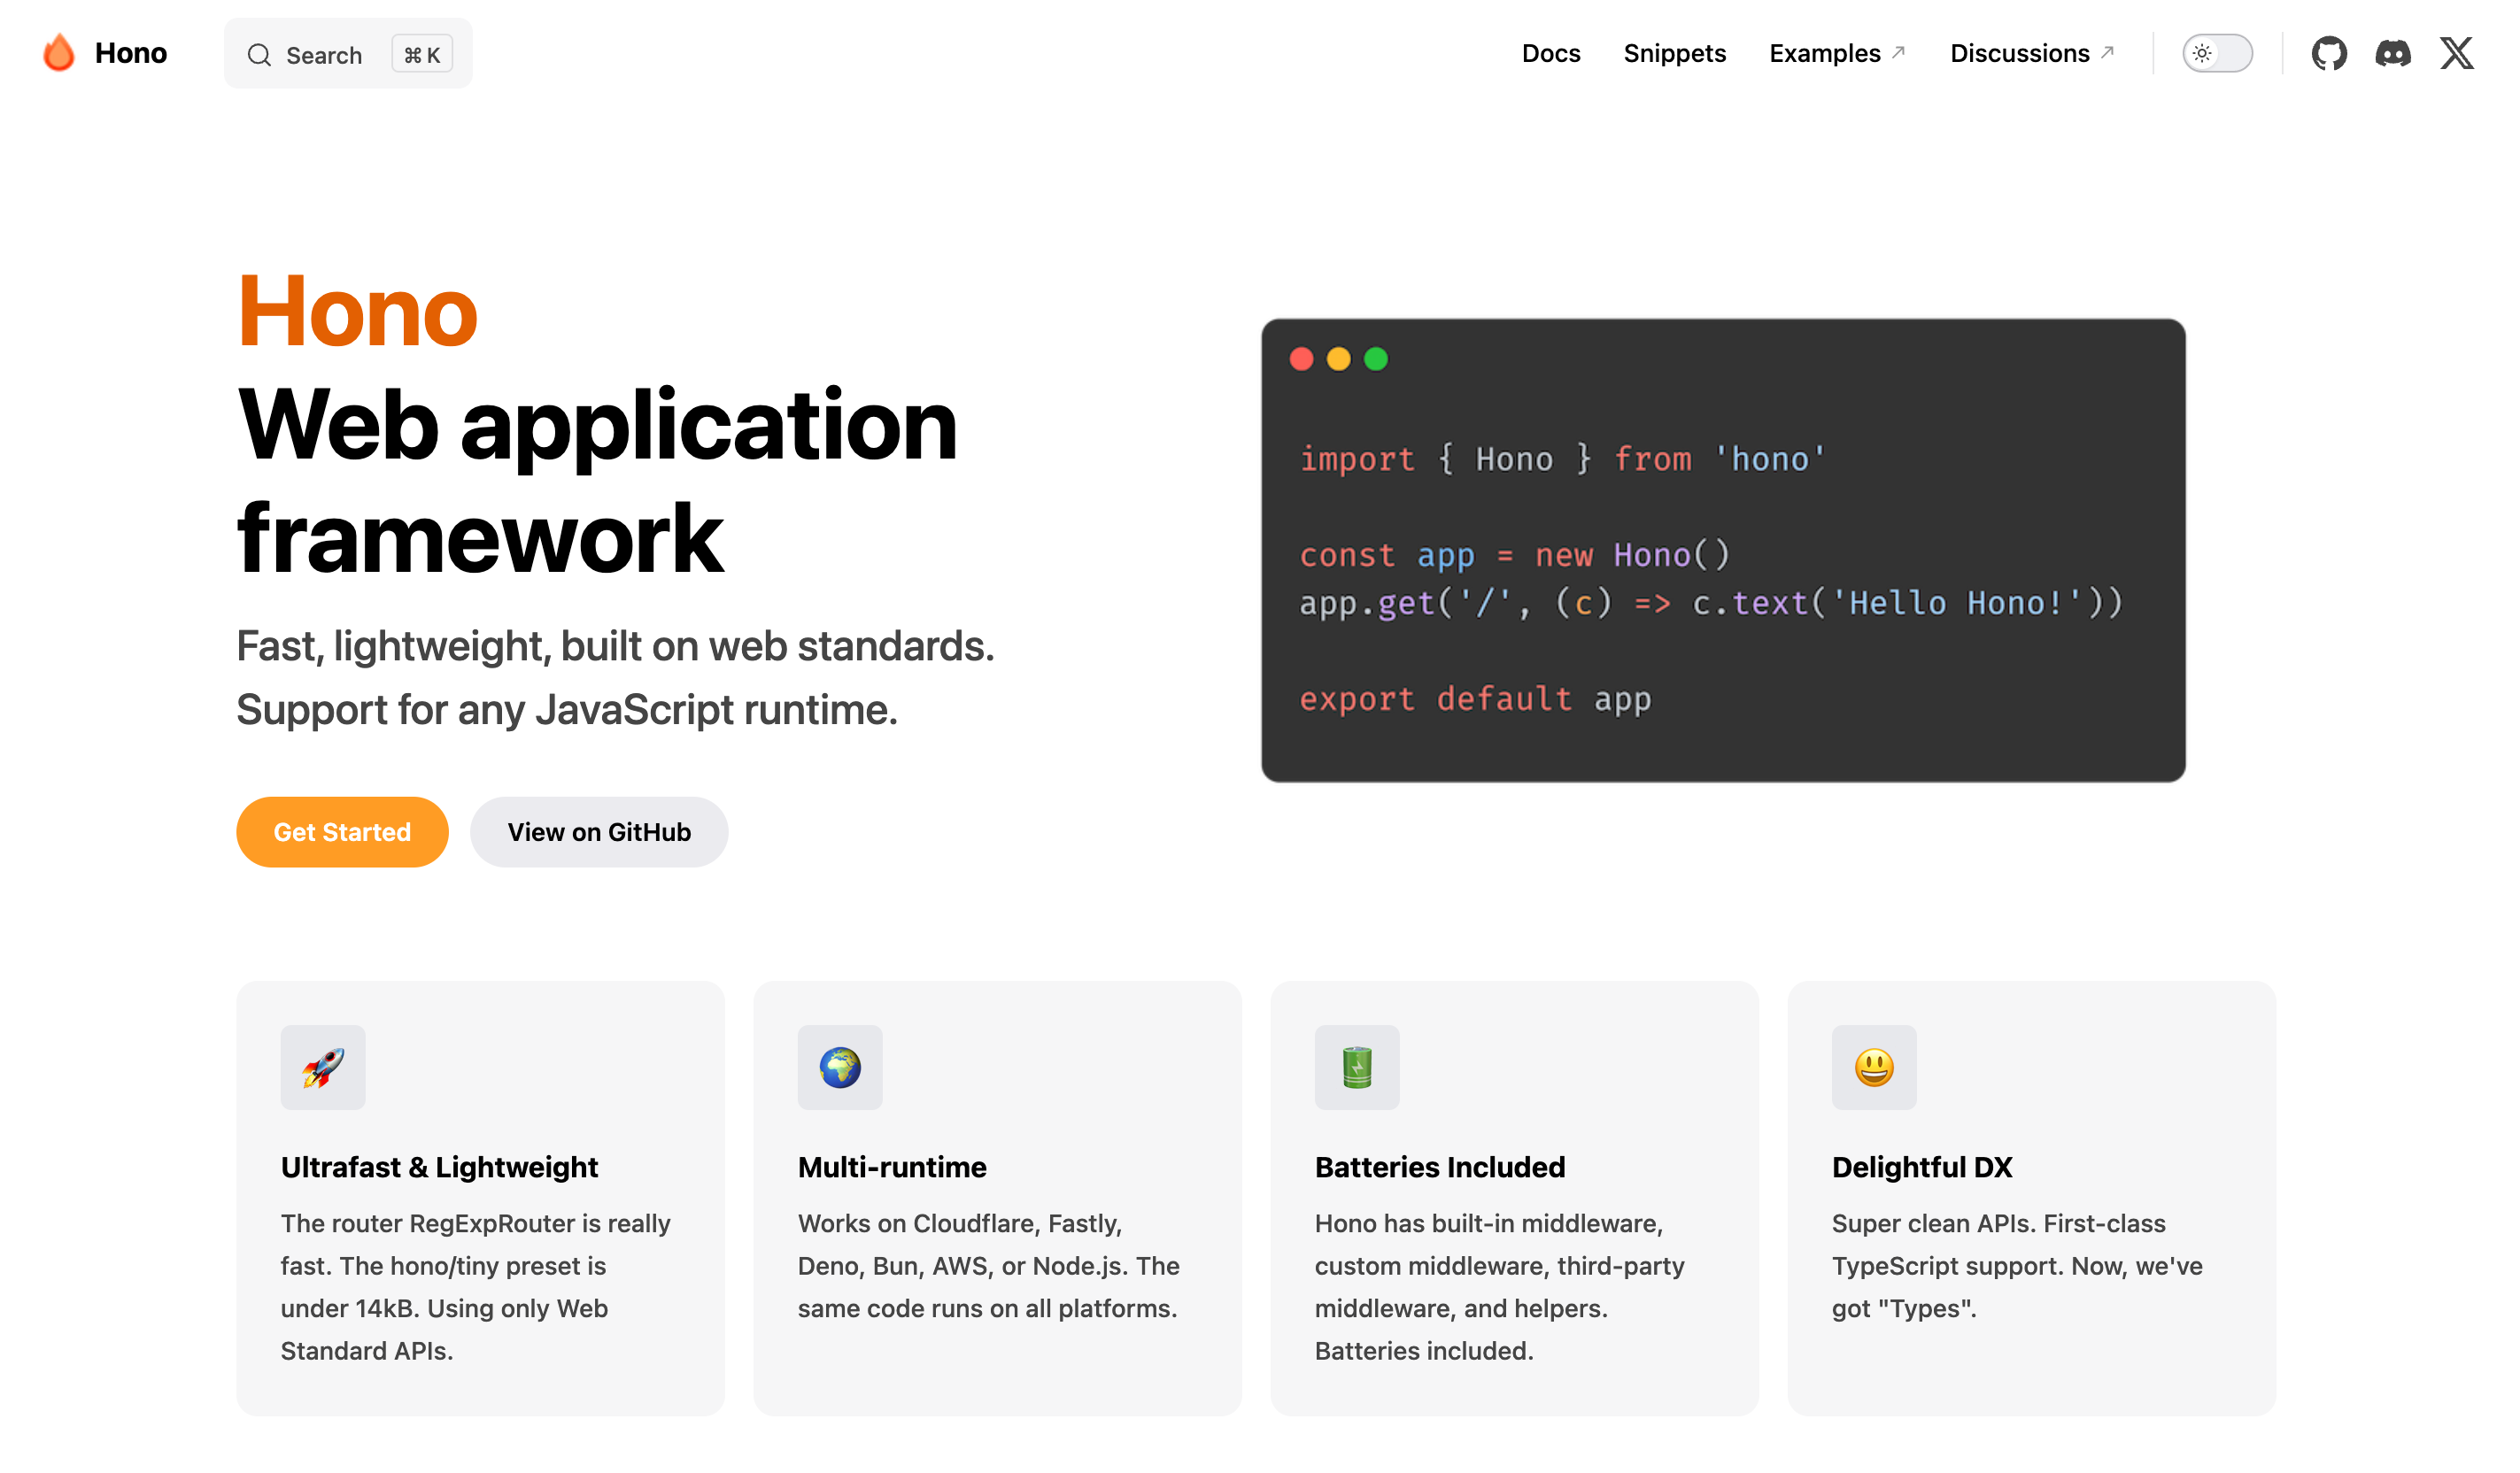 Hono
Search ⌘ K
Docs Snippets Examples ↗ Discussions ↗
Hono
Web application
framework
Fast, lightweight, built on web standards.
Support for any JavaScript runtime.
Get Started
View on GitHub
import { Hono } from 'hono'
const app = new Hono()
app.get('/', (c) => c.text('Hello Hono!'))
export default app
Ultrafast & Lightweight
The router RegExpRouter is really
fast. The hono/tiny preset is
under 14kB. Using only Web
Standard APIs.
Multi-runtime
Works on Cloudflare, Fastly,
Deno, Bun, AWS, or Node.js. The
same code runs on all platforms.
Batteries Included
Hono has built-in middleware,
custom middleware, third-party
middleware, and helpers.
Batteries included.
Delightful DX
Super clean APIs. First-class
TypeScript support. Now, we've
got "Types".